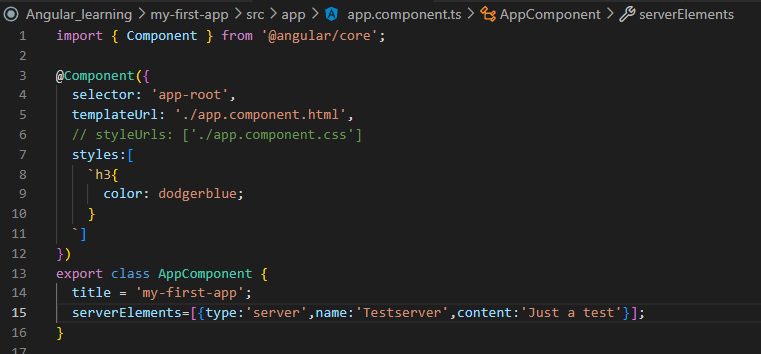 Angular_learning > my-first-app > src > app > app.component.ts > AppComponent > serverElements
1 import { Component } from '@angular/core';
2
3 @Component({
4   selector: 'app-root',
5   templateUrl: './app.component.html',
6   // styleUrls: ['./app.component.css']
7   styles:[
8     `h3{
9       color: dodgerblue;
10     }
11   `]
12 })
13 export class AppComponent {
14   title = 'my-first-app';
15   serverElements=[{type:'server',name:'Testserver',content:'Just a test'}];
16 }
17